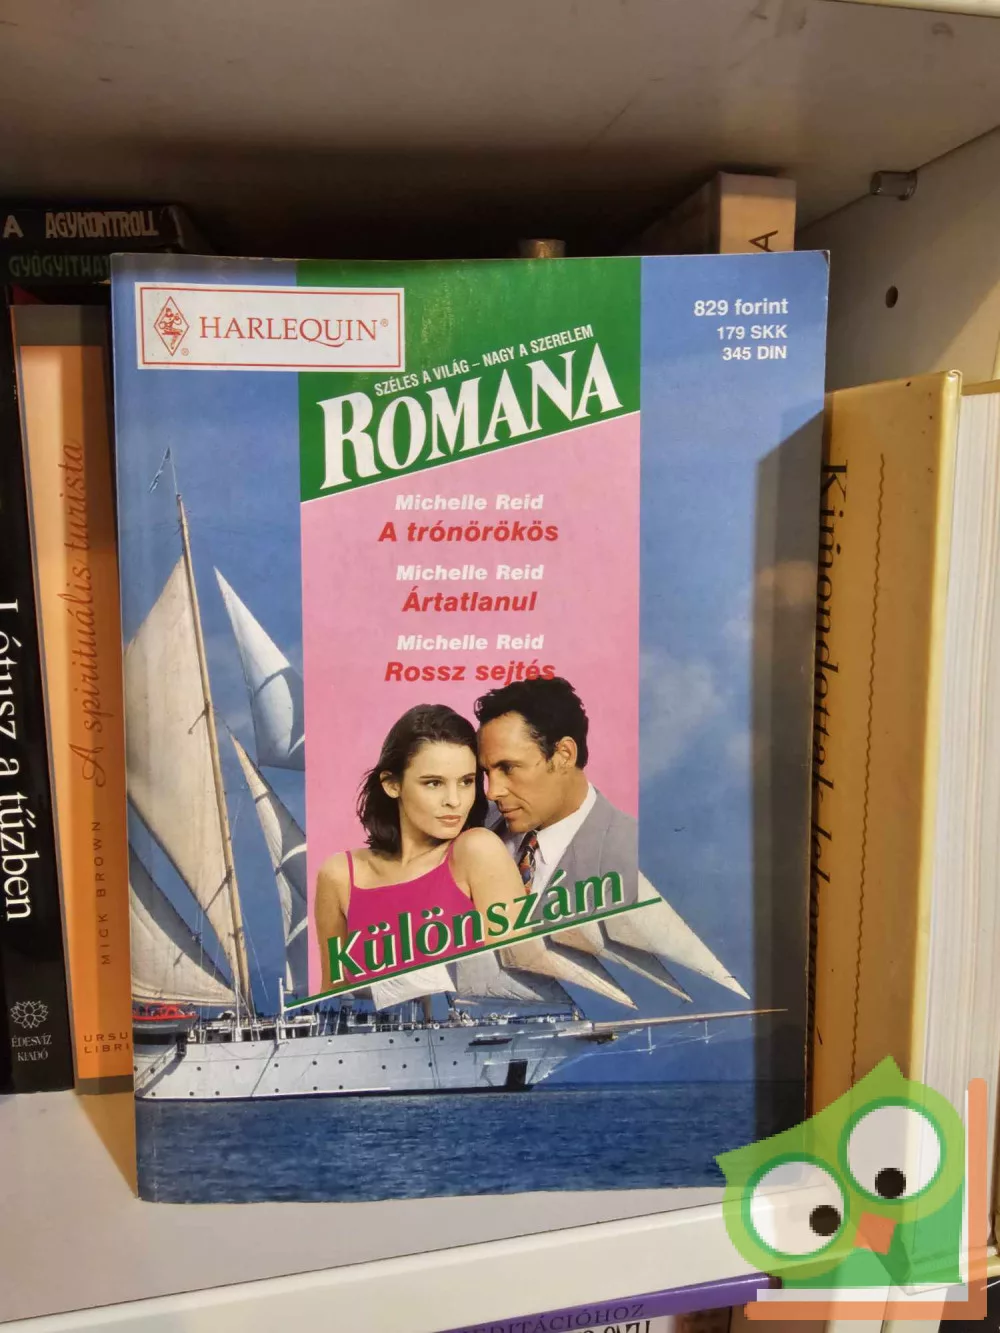 A AGYKONTROLL
HARLEQUIN®
829 forint
179 SKK
345 DIN
SZÉLES A VILÁG – NAGY A SZERELEM
ROMANA
Michelle Reid
A trónörökös
Michelle Reid
Ártatlanul
Michelle Reid
Rossz sejtés
Különszám
Lótusz a tűzben
ÉDESVÍZ
KIADÓ
A spirituális turista
MICK BROWN
A